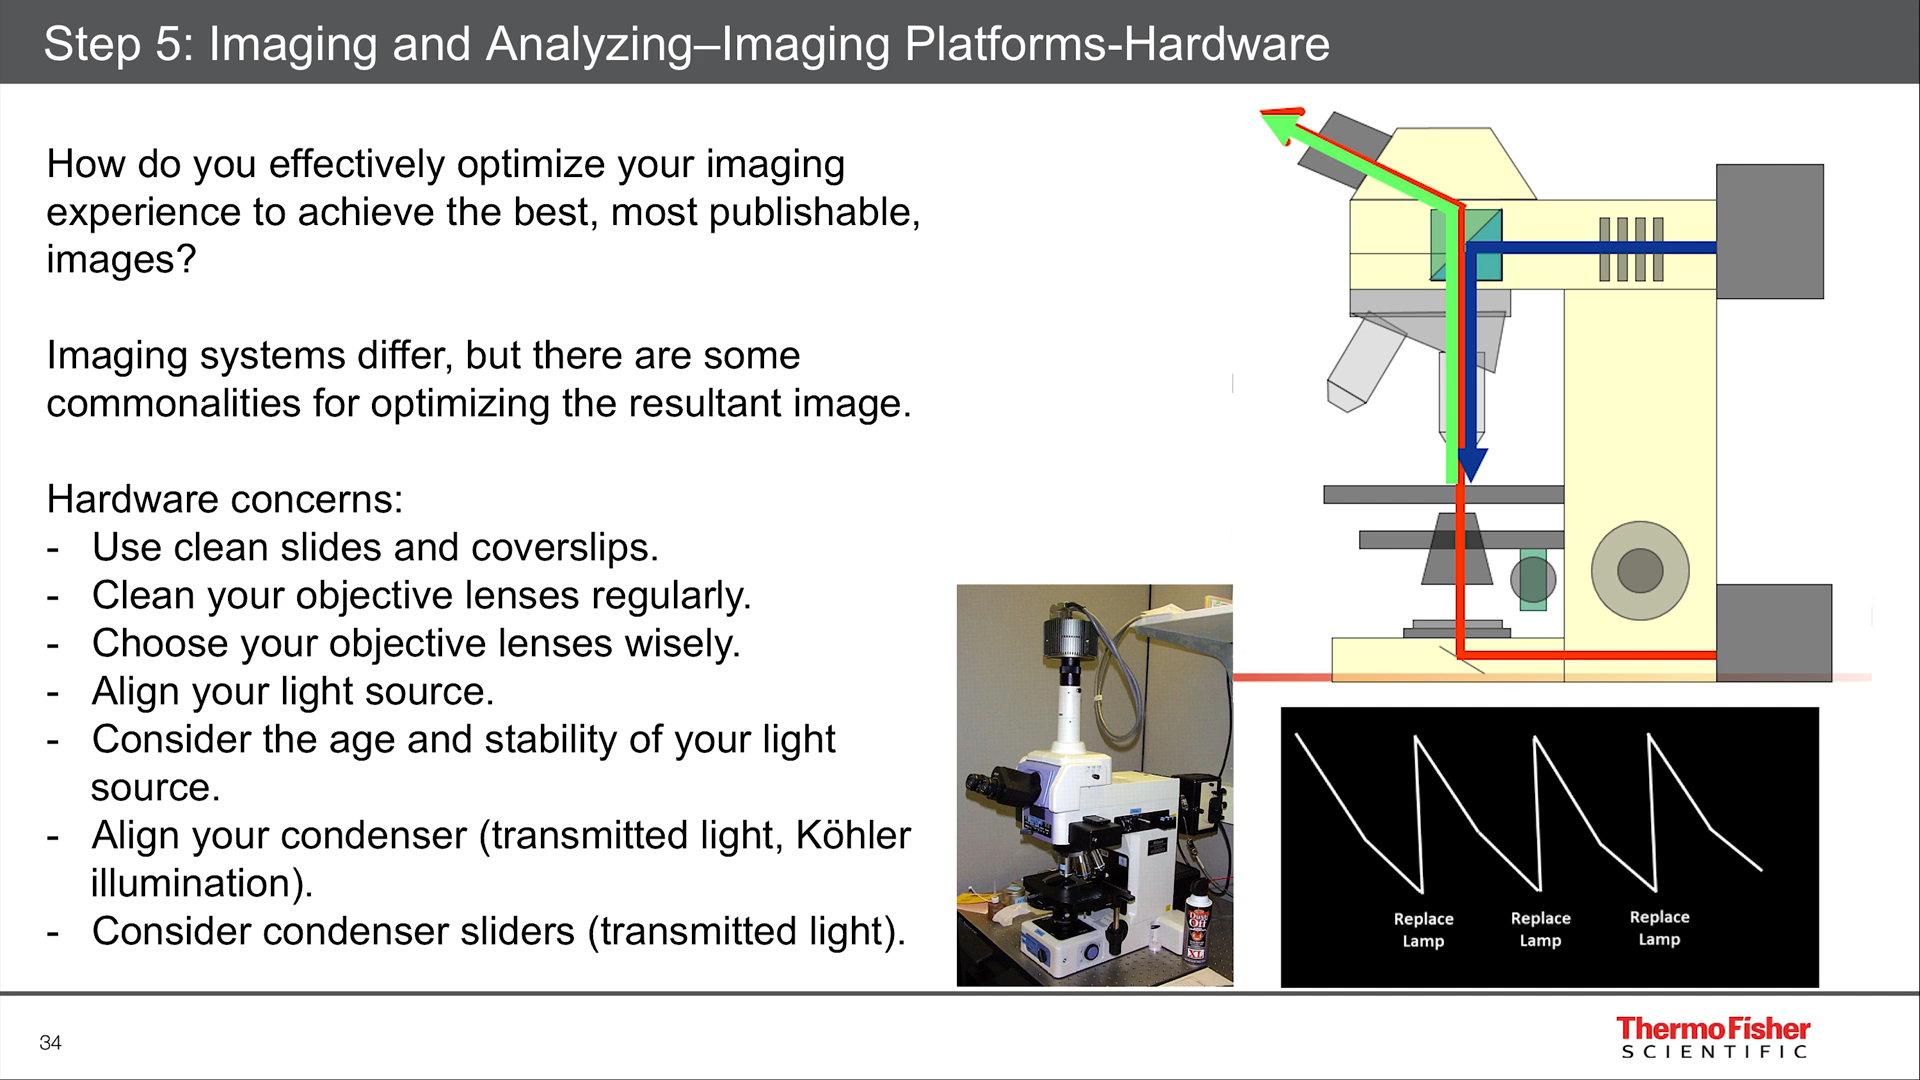 Step 5: Imaging and Analyzing–Imaging Platforms-Hardware
How do you effectively optimize your imaging
experience to achieve the best, most publishable,
images?
Imaging systems differ, but there are some
commonalities for optimizing the resultant image.
Hardware concerns:
- Use clean slides and coverslips.
- Clean your objective lenses regularly.
- Choose your objective lenses wisely.
- Align your light source.
- Consider the age and stability of your light
source.
- Align your condenser (transmitted light, Köhler
illumination).
- Consider condenser sliders (transmitted light).
Dust
Off
XL
Replace
Lamp
Replace
Lamp
Replace
Lamp
34
ThermoFisher
SCIENTIFIC